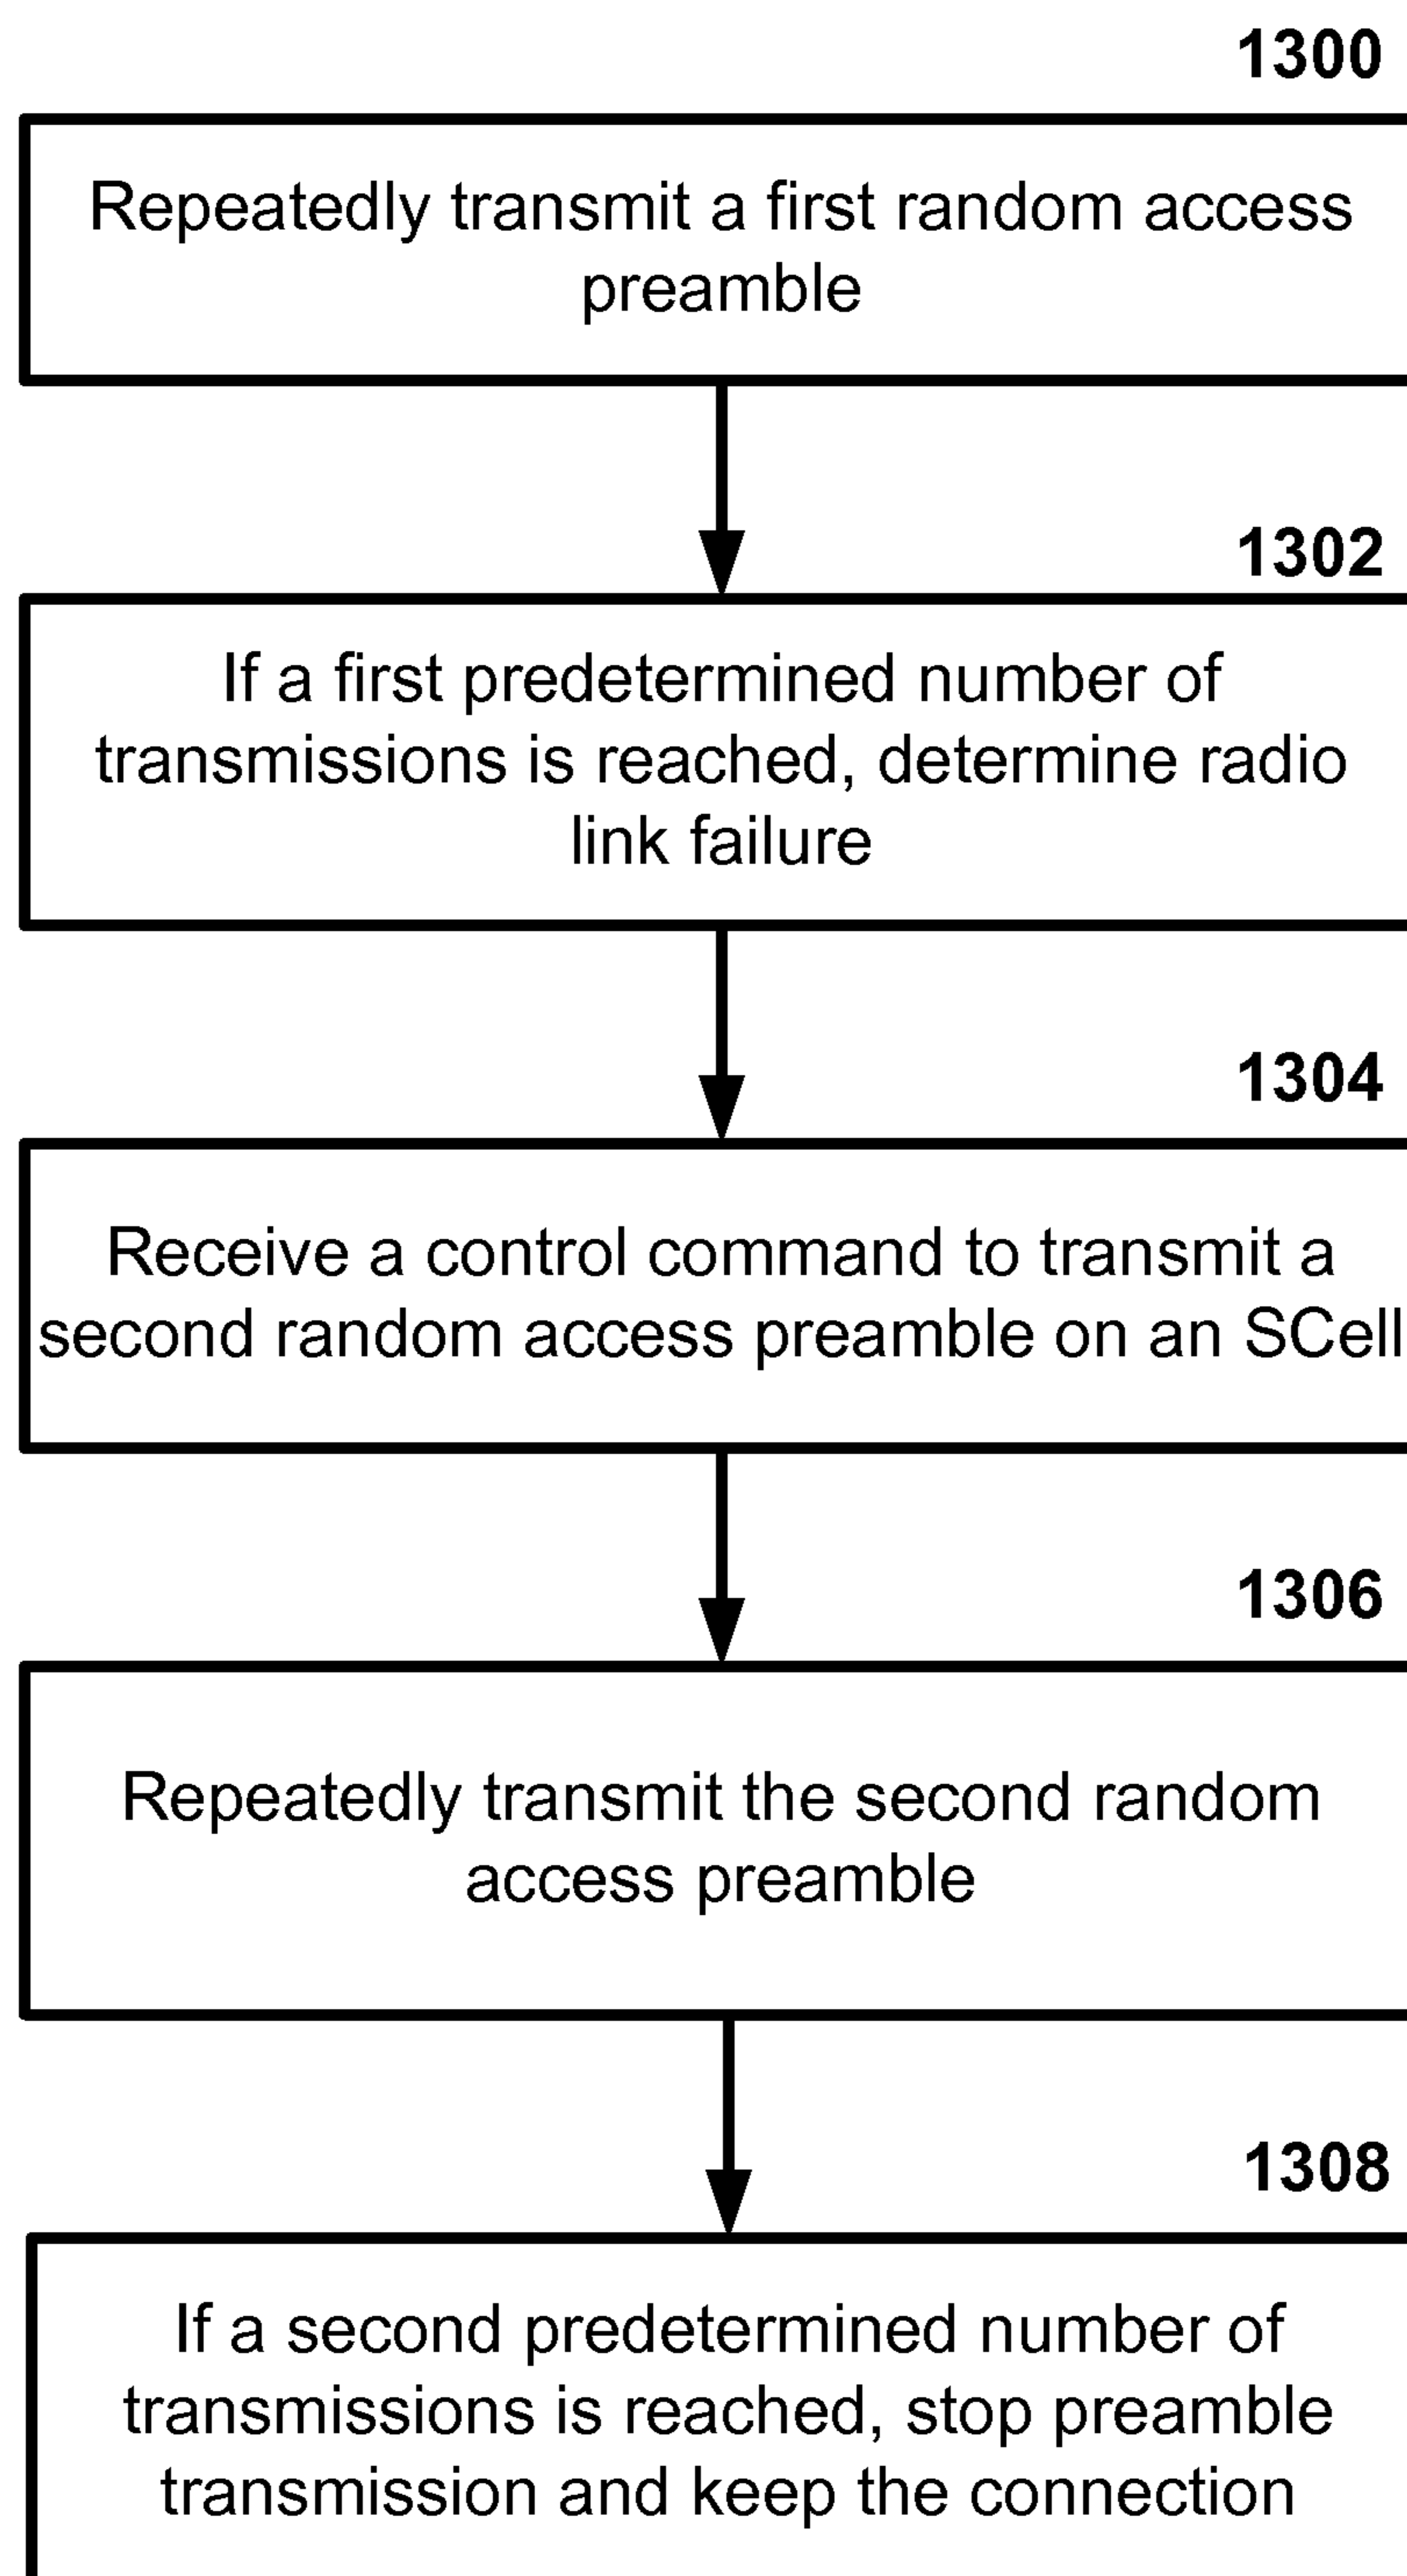 1300
Repeatedly transmit a first random access
preamble
1302
If a first predetermined number of
transmissions is reached, determine radio
link failure
1304
Receive a control command to transmit a
second random access preamble on an SCell
1306
Repeatedly transmit the second random
access preamble
1308
If a second predetermined number of
transmissions is reached, stop preamble
transmission and keep the connection